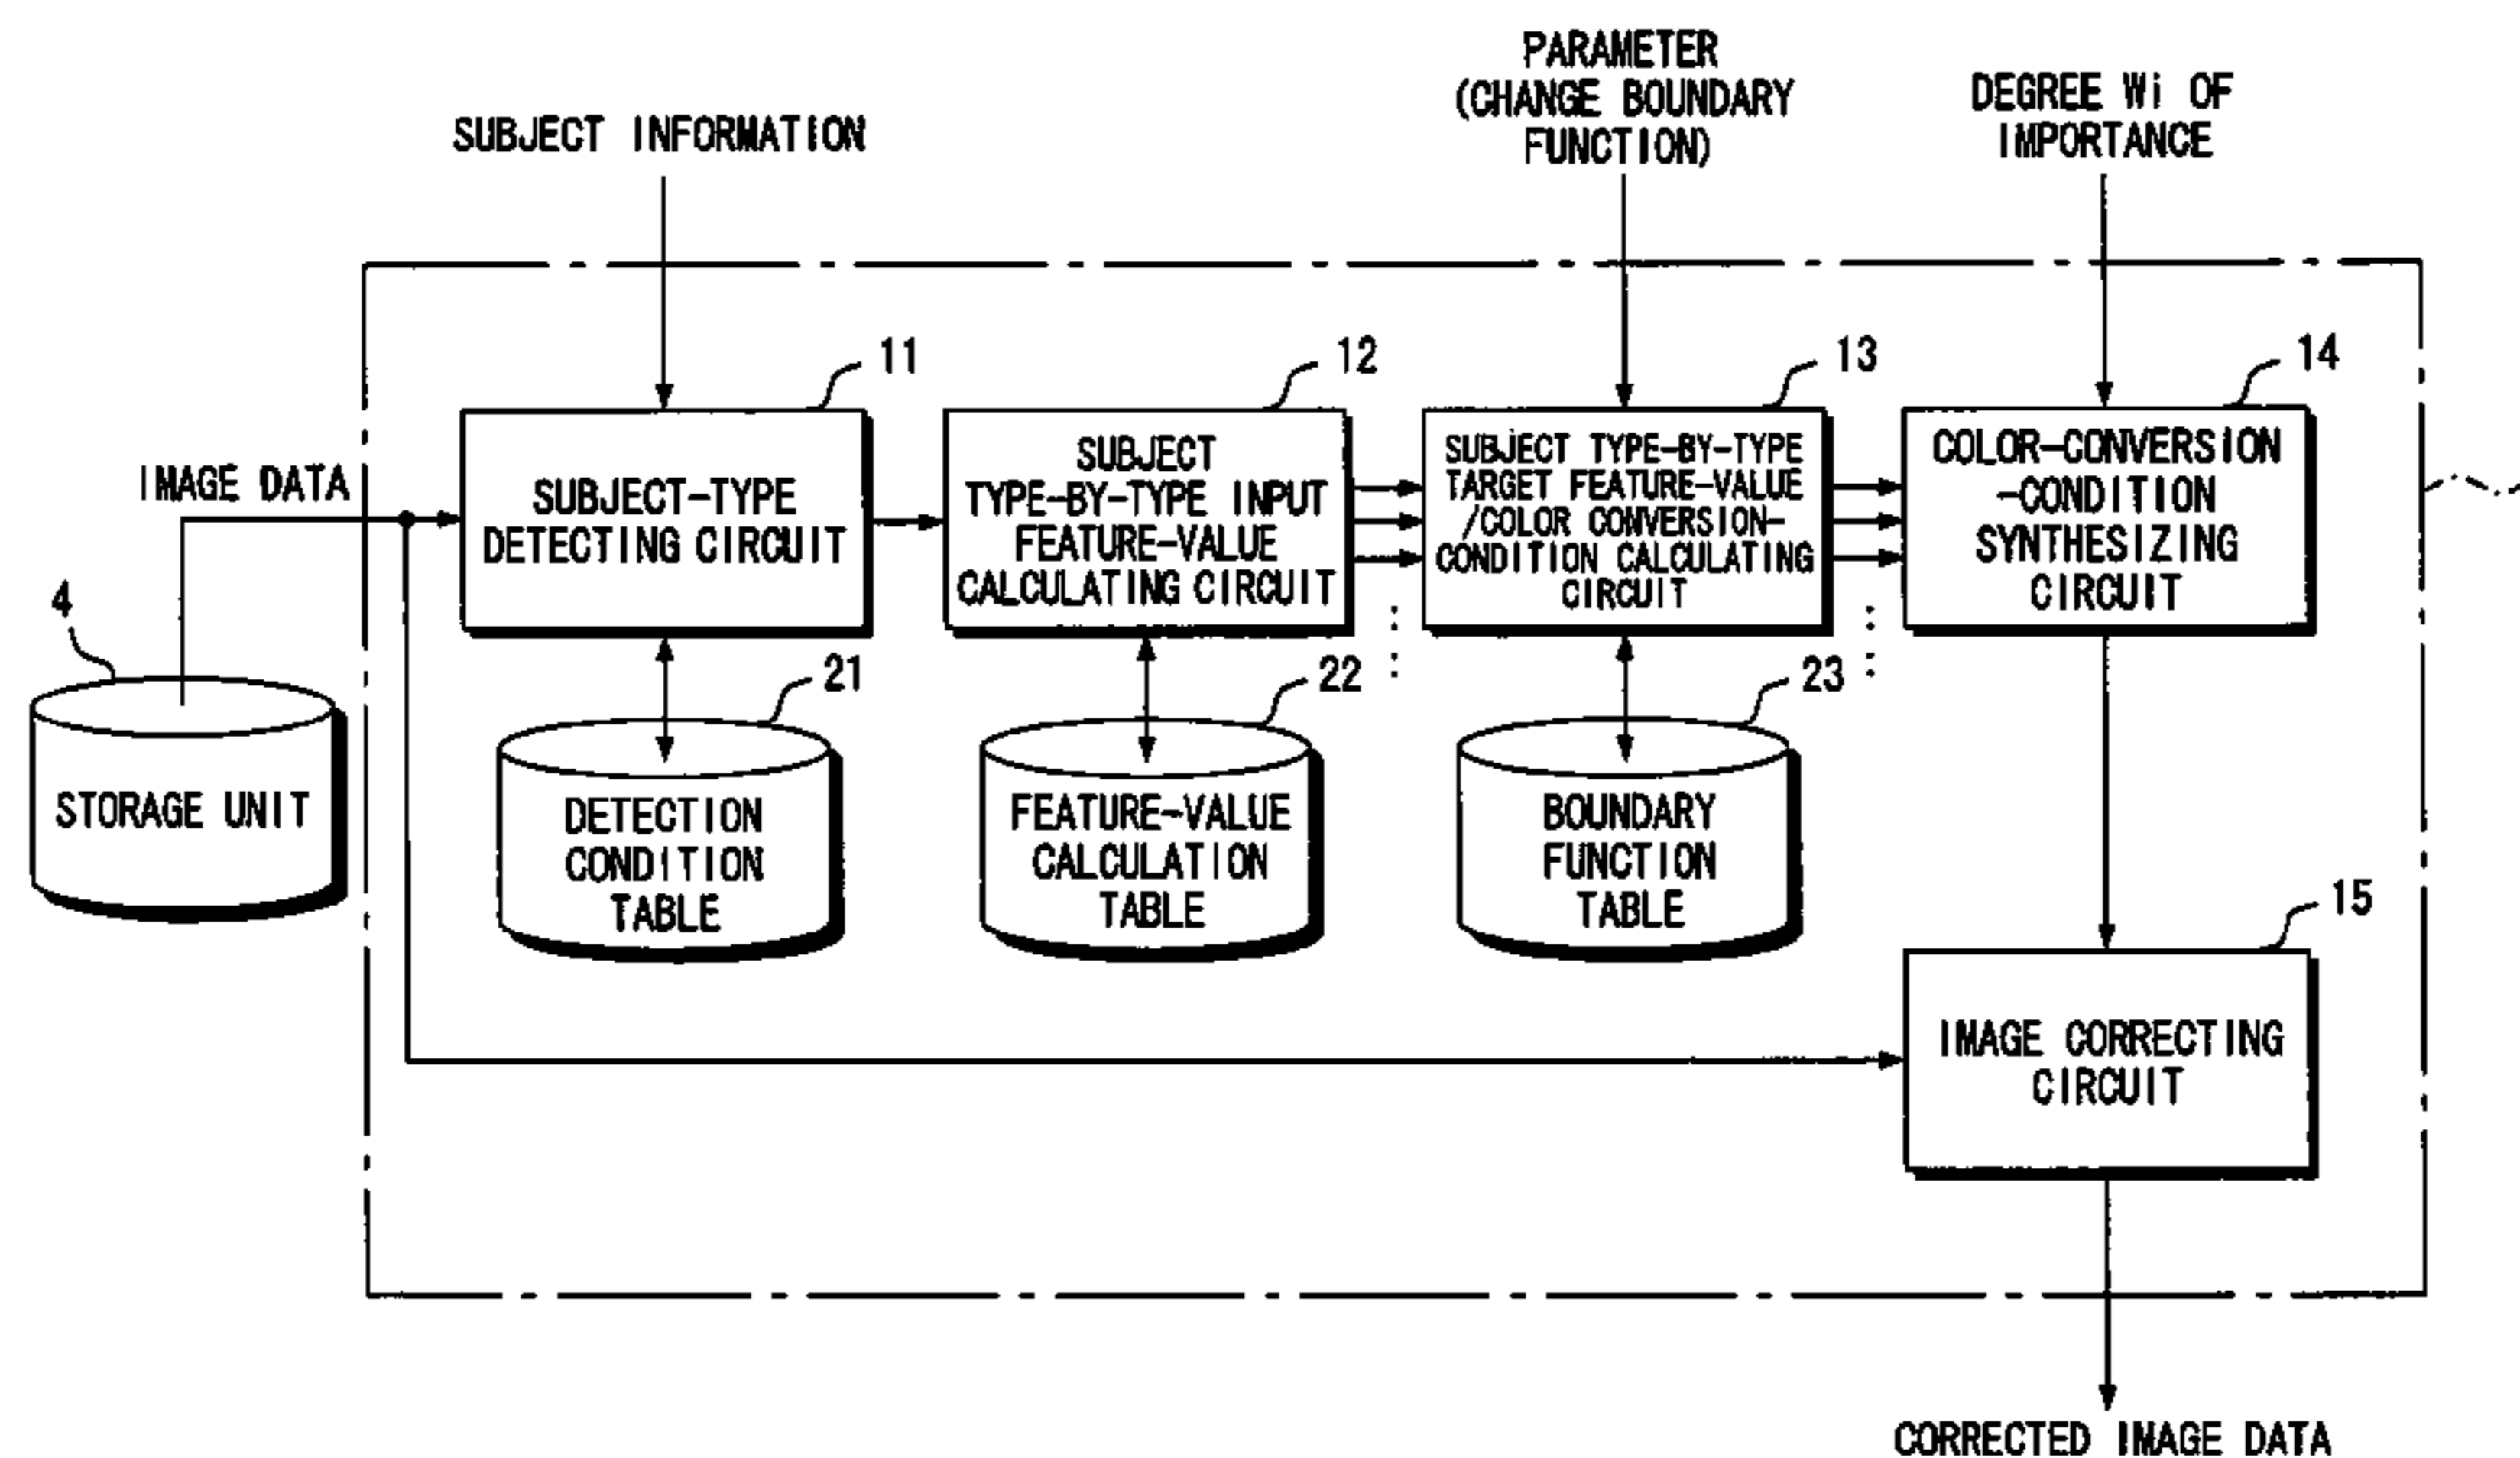 PARAMETER
(CHANGE BOUNDARY
FUNCTION)
DEGREE Wi OF
IMPORTANCE
SUBJECT INFORMATION
11
12
13
14
IMAGE DATA
SUBJECT-TYPE
DETECTING CIRCUIT
SUBJECT
TYPE-BY-TYPE INPUT
FEATURE-VALUE
CALCULATING CIRCUIT
SUBJECT TYPE-BY-TYPE
TARGET FEATURE-VALUE
/COLOR CONVERSION-
CONDITION CALCULATING
CIRCUIT
COLOR-CONVERSION
-CONDITION
SYNTHESIZING
CIRCUIT
4
21
22
23
STORAGE UNIT
DETECTION
CONDITION
TABLE
FEATURE-VALUE
CALCULATION
TABLE
BOUNDARY
FUNCTION
TABLE
15
IMAGE CORRECTING
CIRCUIT
CORRECTED IMAGE DATA